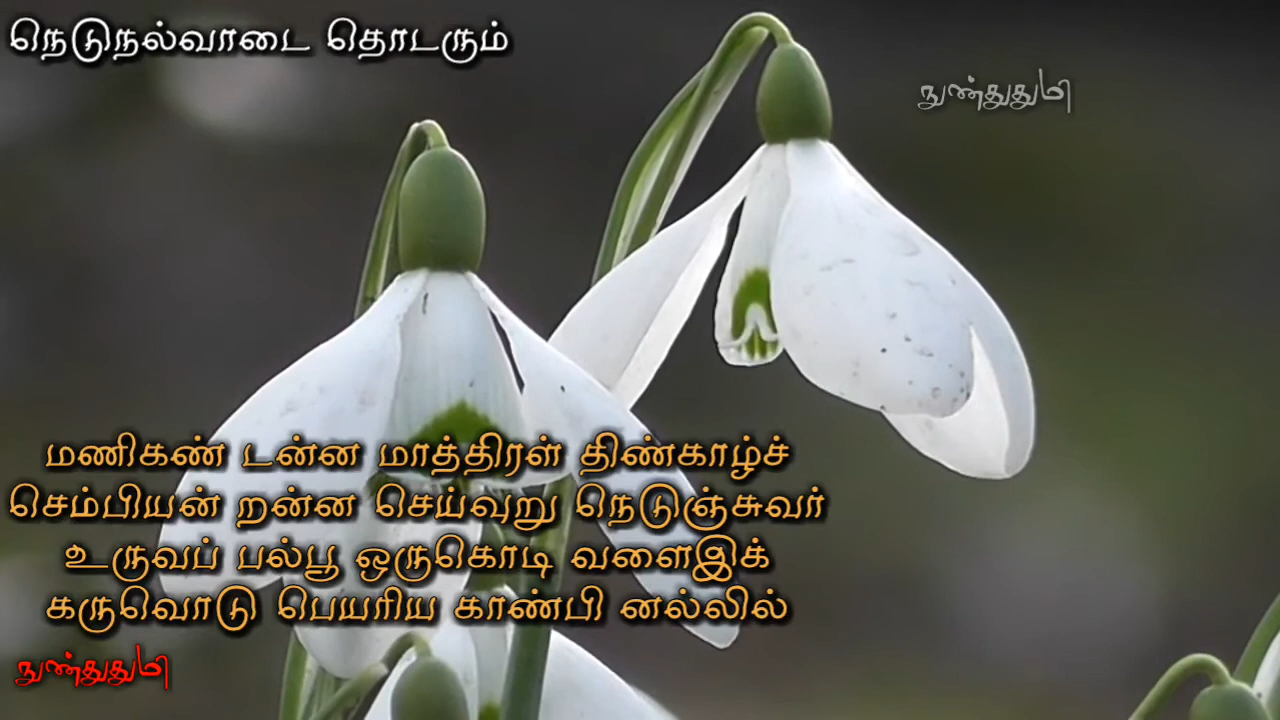 நெடுநல்வாடை தொடரும்
நுண்துதுமி
மணிகண் டன்ன மாத்திரள் திண்காழ்ச்
செம்பியன் றன்ன செய்வுறு நெடுஞ்சுவர்
உருவப் பல்பூ ஒருகொடி வளைஇக்
கருவொடு பெயரிய காண்பி னல்லில்
நுண்துதுமி